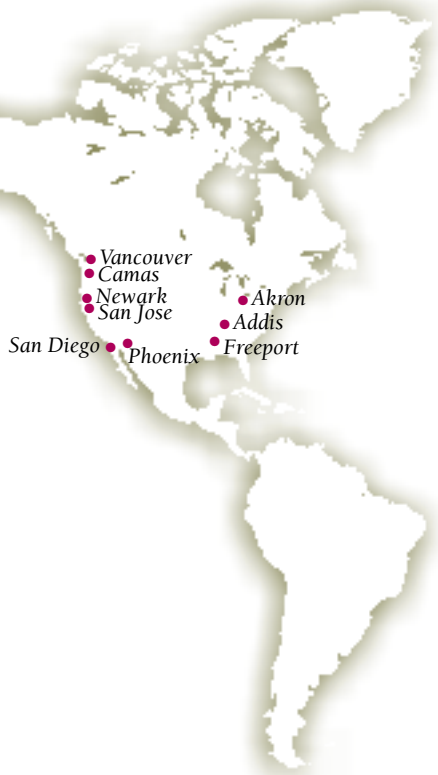 Vancouver
Camas
Newark
Akron
San Jose
Addis
San Diego
Freeport
Phoenix